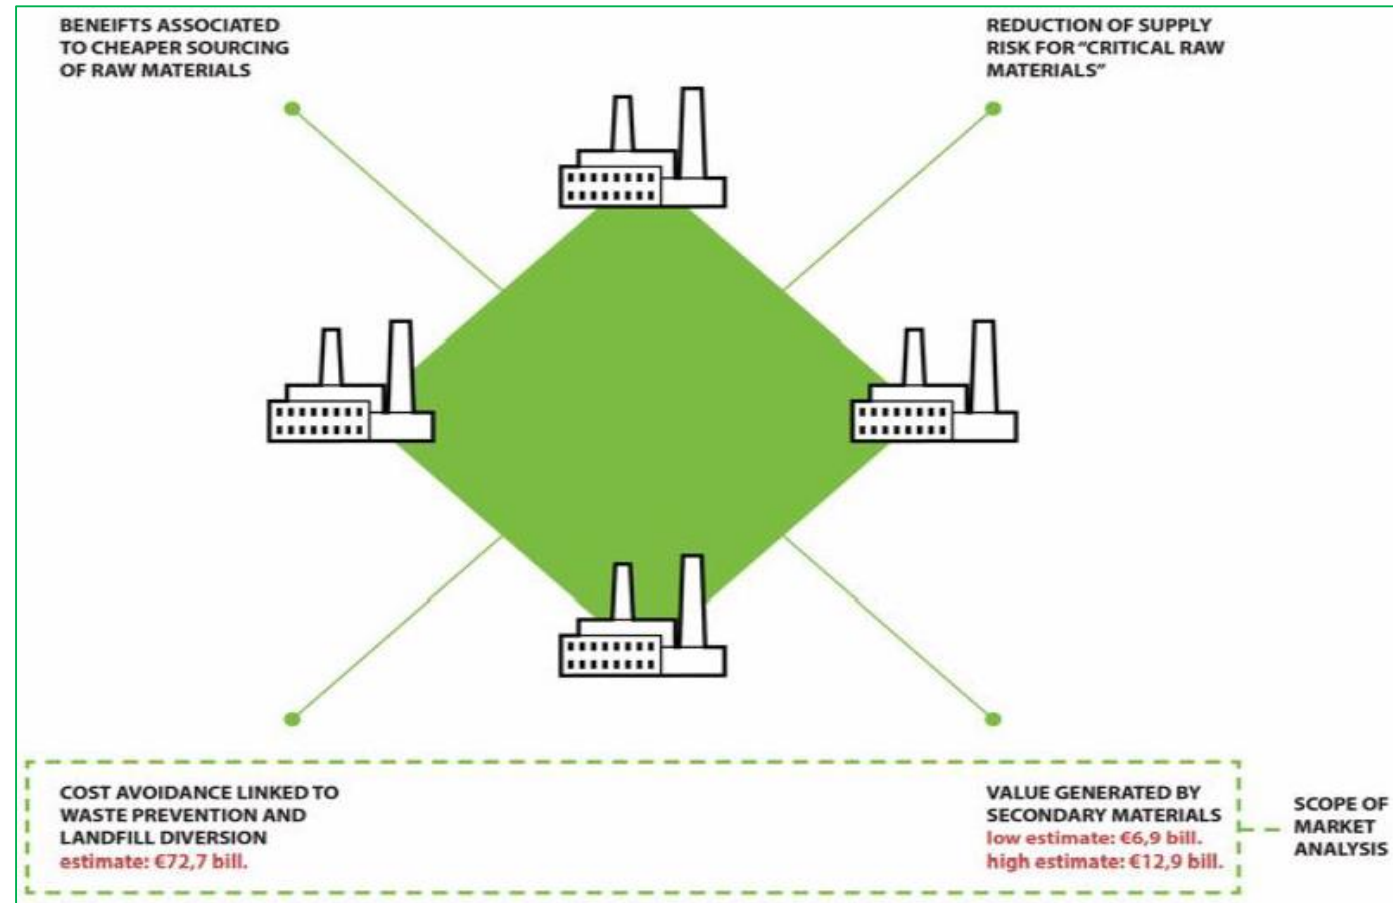 BENEIFTS ASSOCIATED
TO CHEAPER SOURCING
OF RAW MATERIALS
REDUCTION OF SUPPLY
RISK FOR “CRITICAL RAW
MATERIALS”
COST AVOIDANCE LINKED TO
WASTE PREVENTION AND
LANDFILL DIVERSION
estimate: €72,7 bill.
VALUE GENERATED BY
SECONDARY MATERIALS
low estimate: €6,9 bill.
high estimate: €12,9 bill.
SCOPE OF
MARKET
ANALYSIS